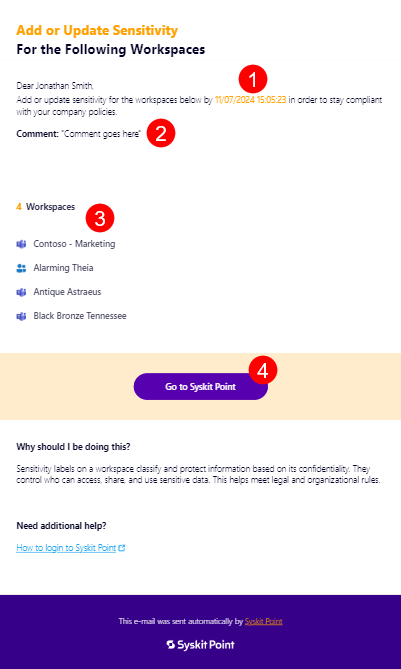 Add or Update Sensitivity
For the Following Workspaces
1
Dear Jonathan Smith,
Add or update sensitivity for the workspaces below by 11/07/2024 15:05:23 in order to stay compliant
with your company policies.
Comment: "Comment goes here" 2
4 Workspaces
3
Contoso - Marketing
Alarming Theia
Antique Astraeus
Black Bronze Tennessee
4
Go to Syskit Point
Why should I be doing this?
Sensitivity labels on a workspace classify and protect information based on its confidentiality. They
control who can access, share, and use sensitive data. This helps meet legal and organizational rules.
Need additional help?
How to login to Syskit Point
This e-mail was sent automatically by Syskit Point
Syskit Point